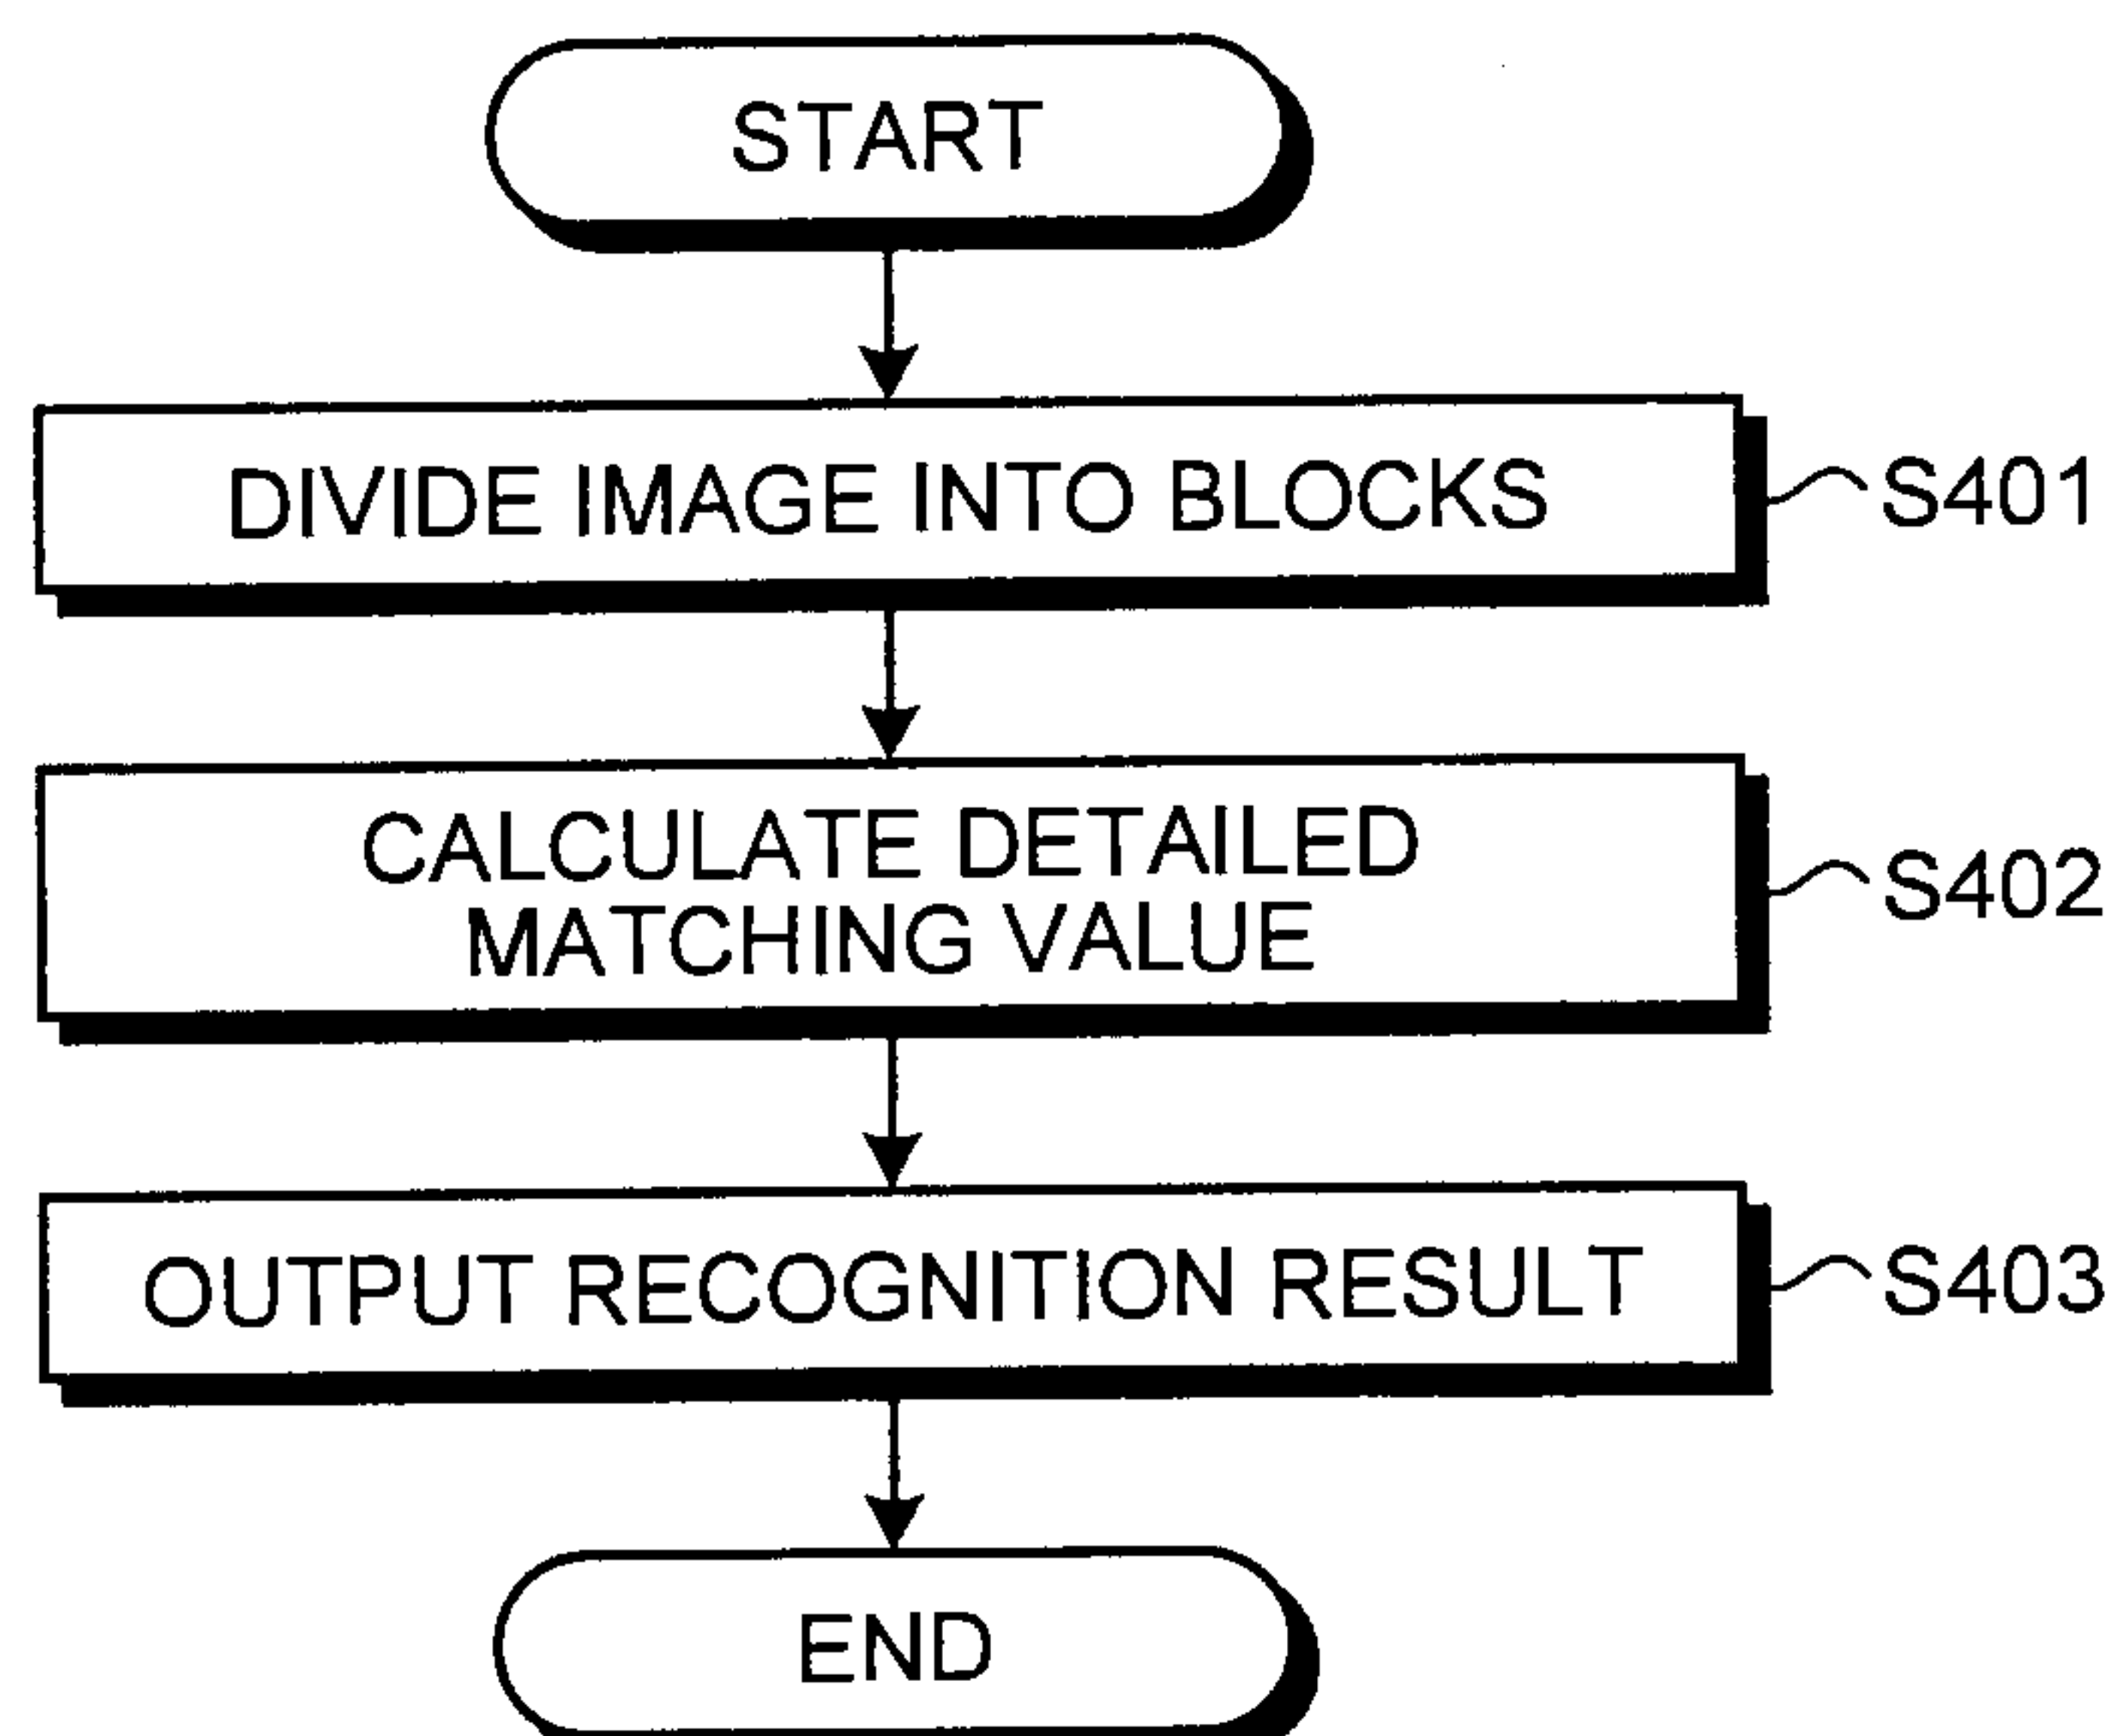 START
DIVIDE IMAGE INTO BLOCKS
S401
CALCULATE DETAILED
MATCHING VALUE
S402
OUTPUT RECOGNITION RESULT
S403
END